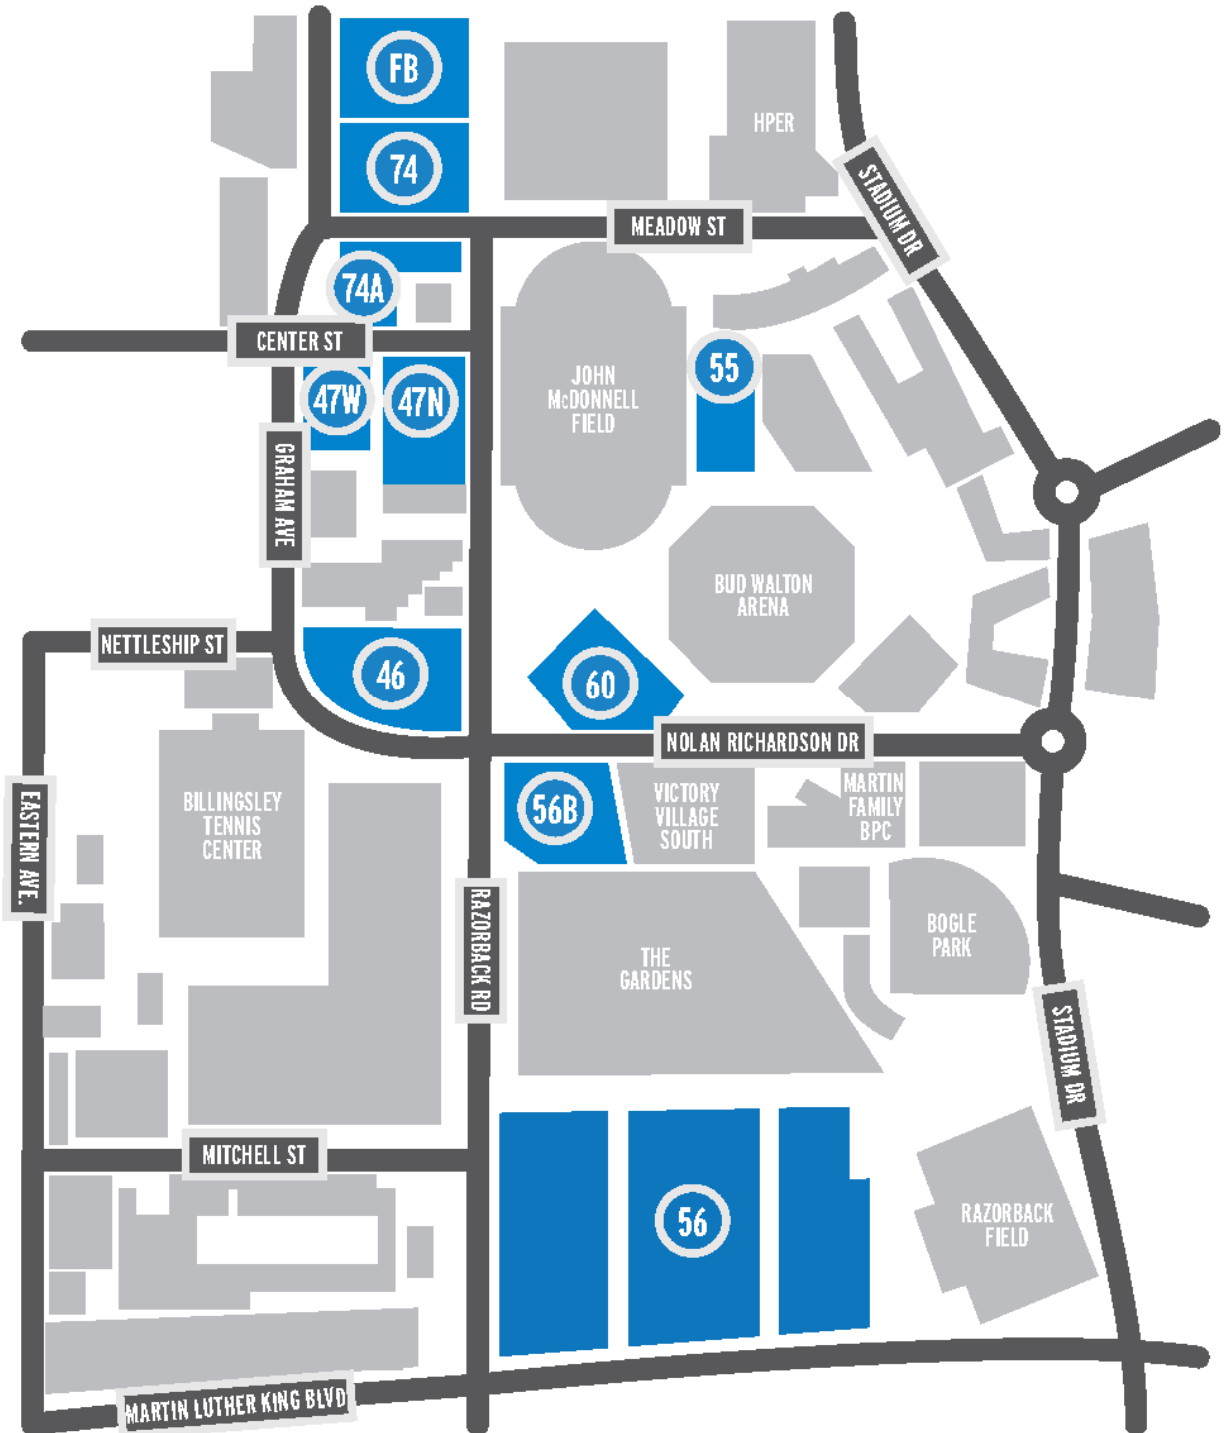 FB
HPER
74
STADIUM DR
MEADOW ST
74A
CENTER ST
55
JOHN
McDONNELL
FIELD
47W
47N
GRAHAM AVE
BUD WALTON
ARENA
NETTLESHIP ST
46
60
NOLAN RICHARDSON DR
EASTERN AVE.
BILLINGSLEY
TENNIS
CENTER
56B
VICTORY
VILLAGE
SOUTH
MARTIN
FAMILY
BPC
RAZORBACK RD
THE
GARDENS
BOGLE
PARK
STADIUM DR
MITCHELL ST
56
RAZORBACK
FIELD
MARTIN LUTHER KING BLVD